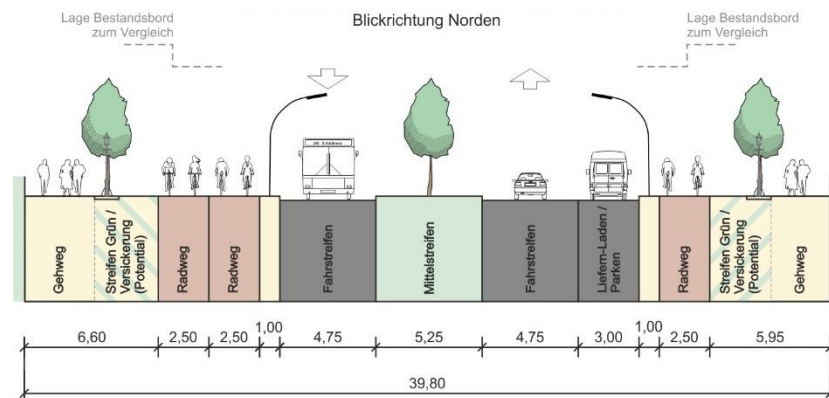 Lage Bestandsbord
zum Vergleich
Blickrichtung Norden
Lage Bestandsbord
zum Vergleich
Gehweg
Streifen Grün /
Versickerung
(Potential)
Radweg
Radweg
Fahrstreifen
Mittelstreifen
Fahrstreifen
Liefern-Laden /
Parken
Radweg
Streifen Grün /
Versickerung
(Potential)
Gehweg
6,60
2,50
2,50
1,00
4,75
5,25
4,75
3,00
1,00
2,50
5,95
39,80